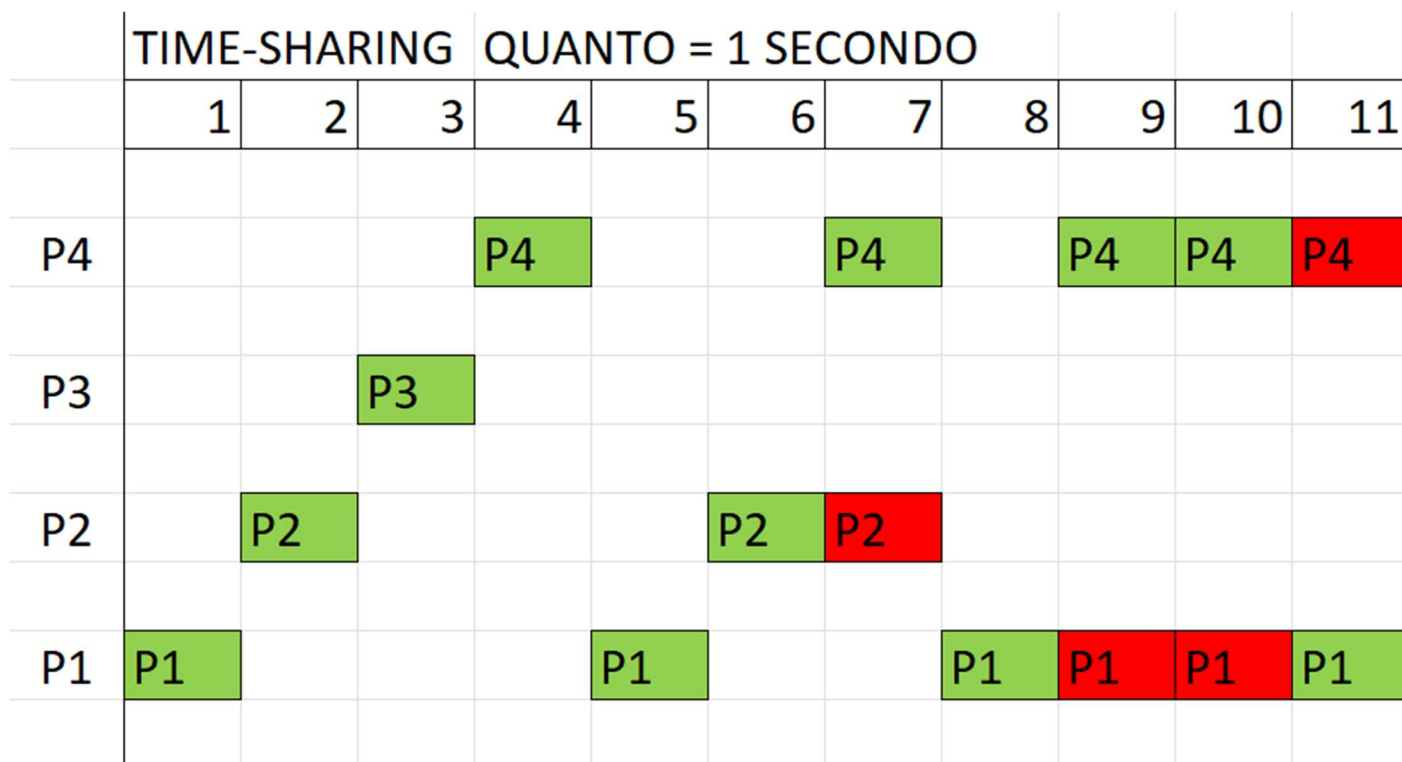 TIME-SHARING QUANTO = 1 SECONDO
1 2 3 4 5 6 7 8 9 10 11
P4 P4 P4 P4 P4 P4
P3 P3
P2 P2 P2 P2
P1 P1 P1 P1 P1 P1 P1